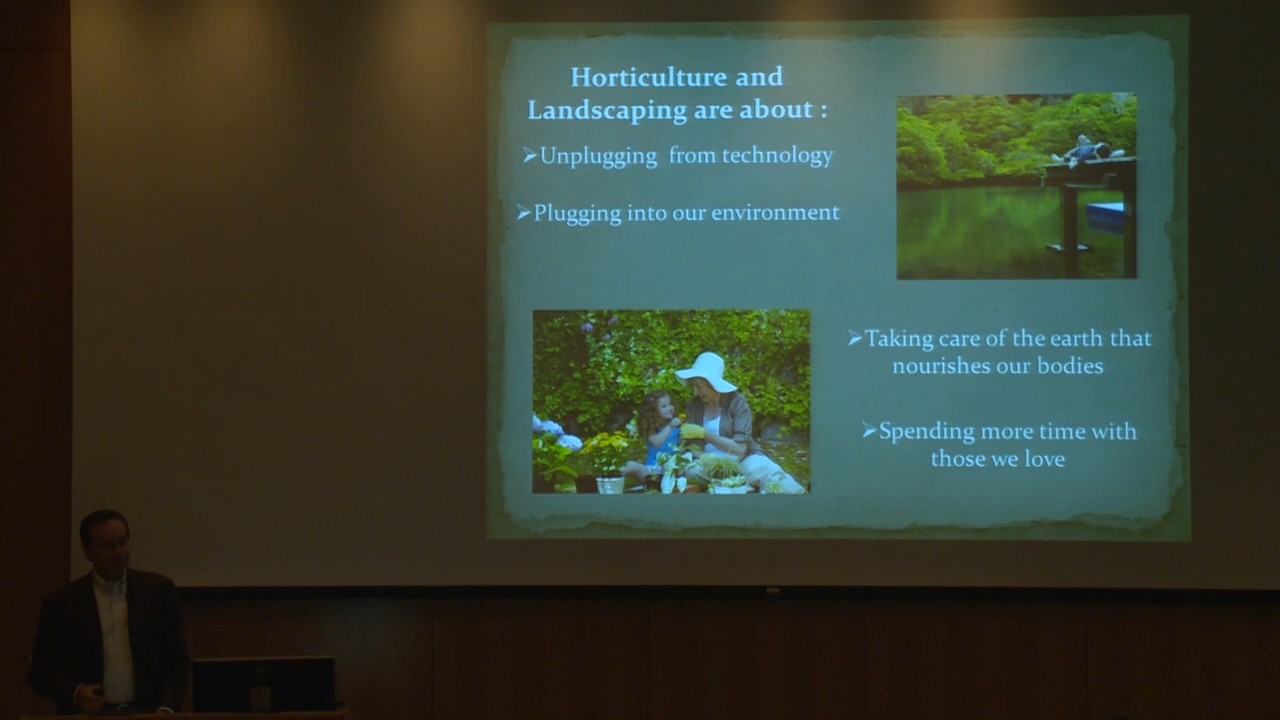 Horticulture and
Landscaping are about :
➢Unplugging from technology
➢Plugging into our environment
➢Taking care of the earth that
nourishes our bodies
➢Spending more time with
those we love